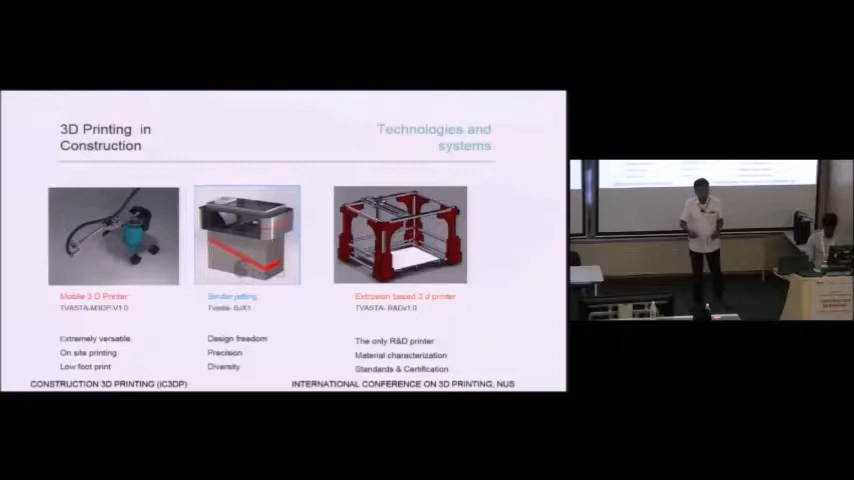 3D Printing in
Construction
Technologies and
systems
Mobile 3 D Printer
TVASTA-M3DP-V1.0
Extremely versatile
On site printing
Low foot print
Binder jetting
Tvasta- BJX1
Design freedom
Precision
Diversity
Extrusion based 3 d printer
TVASTA- RADv1.0
The only R&D printer
Material characterization
Standards & Certification
CONSTRUCTION 3D PRINTING (iC3DP)
INTERNATIONAL CONFERENCE ON 3D PRINTING, NUS